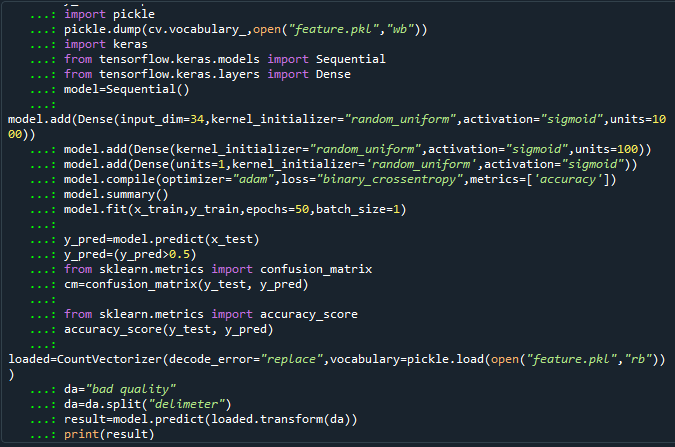 ...: import pickle
...: pickle.dump(cv.vocabulary_,open("feature.pkl","wb"))
...: import keras
...: from tensorflow.keras.models import Sequential
...: from tensorflow.keras.layers import Dense
...: model=Sequential()
...:
model.add(Dense(input_dim=34,kernel_initializer="random_uniform",activation="sigmoid",units=10
00))
...: model.add(Dense(kernel_initializer="random_uniform",activation="sigmoid",units=100))
...: model.add(Dense(units=1,kernel_initializer='random_uniform',activation="sigmoid"))
...: model.compile(optimizer="adam",loss="binary_crossentropy",metrics=['accuracy'])
...: model.summary()
...: model.fit(x_train,y_train,epochs=50,batch_size=1)
...:
...: y_pred=model.predict(x_test)
...: y_pred=(y_pred>0.5)
...: from sklearn.metrics import confusion_matrix
...: cm=confusion_matrix(y_test, y_pred)
...:
...: from sklearn.metrics import accuracy_score
...: accuracy_score(y_test, y_pred)
...:
loaded=CountVectorizer(decode_error="replace",vocabulary=pickle.load(open("feature.pkl","rb"))
)
...: da="bad quality"
...: da=da.split("delimeter")
...: result=model.predict(loaded.transform(da))
...: print(result)